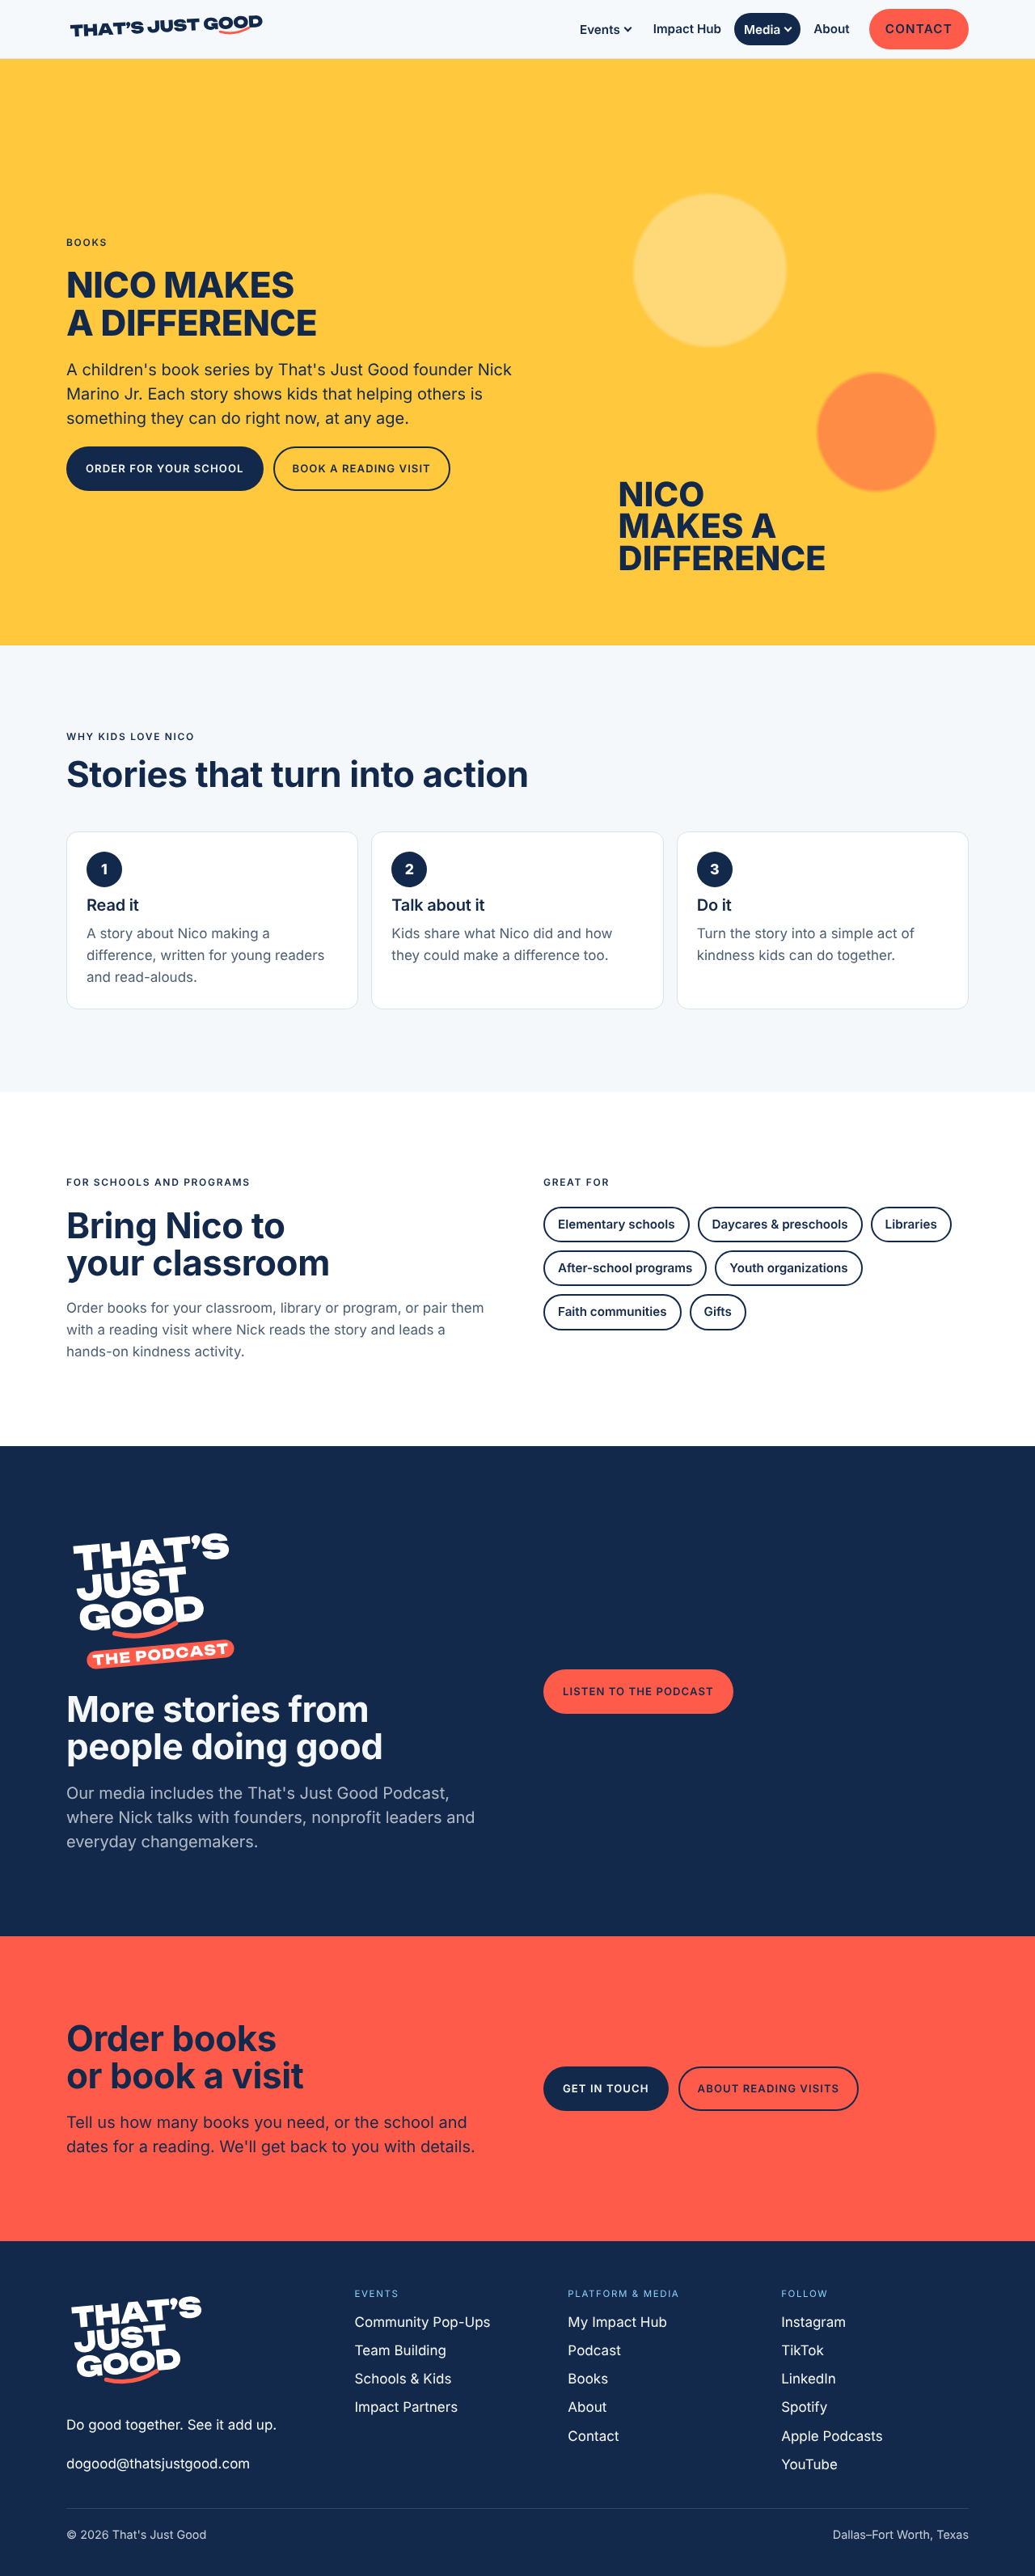 THAT'S JUST GOOD
Events
Impact Hub
Media
About
CONTACT
BOOKS
NICO MAKES
A DIFFERENCE
A children's book series by That's Just Good founder Nick
Marino Jr. Each story shows kids that helping others is
something they can do right now, at any age.
ORDER FOR YOUR SCHOOL
BOOK A READING VISIT
NICO
MAKES A
DIFFERENCE
WHY KIDS LOVE NICO
Stories that turn into action
1
Read it
A story about Nico making a
difference, written for young readers
and read-alouds.
2
Talk about it
Kids share what Nico did and how
they could make a difference too.
3
Do it
Turn the story into a simple act of
kindness kids can do together.
FOR SCHOOLS AND PROGRAMS
Bring Nico to
your classroom
Order books for your classroom, library or program, or pair them
with a reading visit where Nick reads the story and leads a
hands-on kindness activity.
GREAT FOR
Elementary schools
Daycares & preschools
Libraries
After-school programs
Youth organizations
Faith communities
Gifts
THAT'S
JUST
GOOD
THE PODCAST
More stories from
people doing good
Our media includes the That's Just Good Podcast,
where Nick talks with founders, nonprofit leaders and
everyday changemakers.
LISTEN TO THE PODCAST
Order books
or book a visit
Tell us how many books you need, or the school and
dates for a reading. We'll get back to you with details.
GET IN TOUCH
ABOUT READING VISITS
THAT'S
JUST
GOOD
Do good together. See it add up.
dogood@thatsjustgood.com
EVENTS
Community Pop-Ups
Team Building
Schools & Kids
Impact Partners
PLATFORM & MEDIA
My Impact Hub
Podcast
Books
About
Contact
FOLLOW
Instagram
TikTok
LinkedIn
Spotify
Apple Podcasts
YouTube
© 2026 That's Just Good
Dallas–Fort Worth, Texas